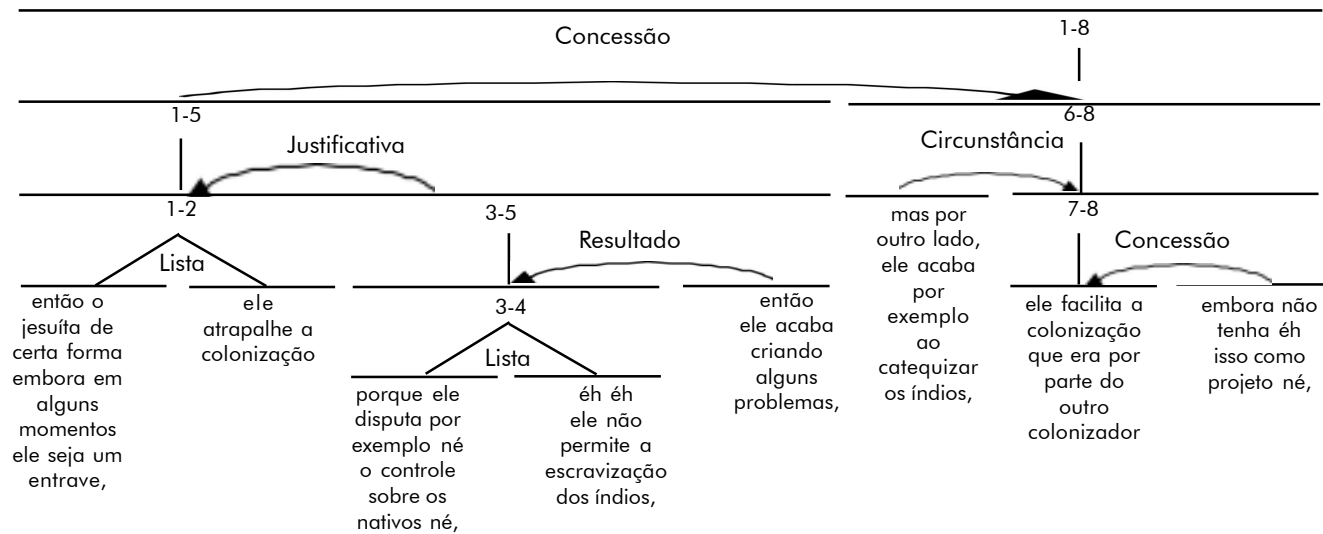 Concessão
1-8
1-5
6-8
Justificativa
Circunstância
1-2
3-5
7-8
Lista
Resultado
Concessão
então o
jesuíta de
certa forma
embora em
alguns
momentos
ele seja um
entrave,
ele
atrapalhe a
colonização
3-4
Lista
porque ele
disputa por
exemplo né
o controle
sobre os
nativos né,
éh éh
ele não
permite a
escravização
dos índios,
então
ele acaba
criando
alguns
problemas,
mas por
outro lado,
ele acaba
por
exemplo
ao
catequizar
os índios,
ele facilita a
colonização
que era por
parte do
outro
colonizador
embora não
tenha éh
isso como
projeto né,